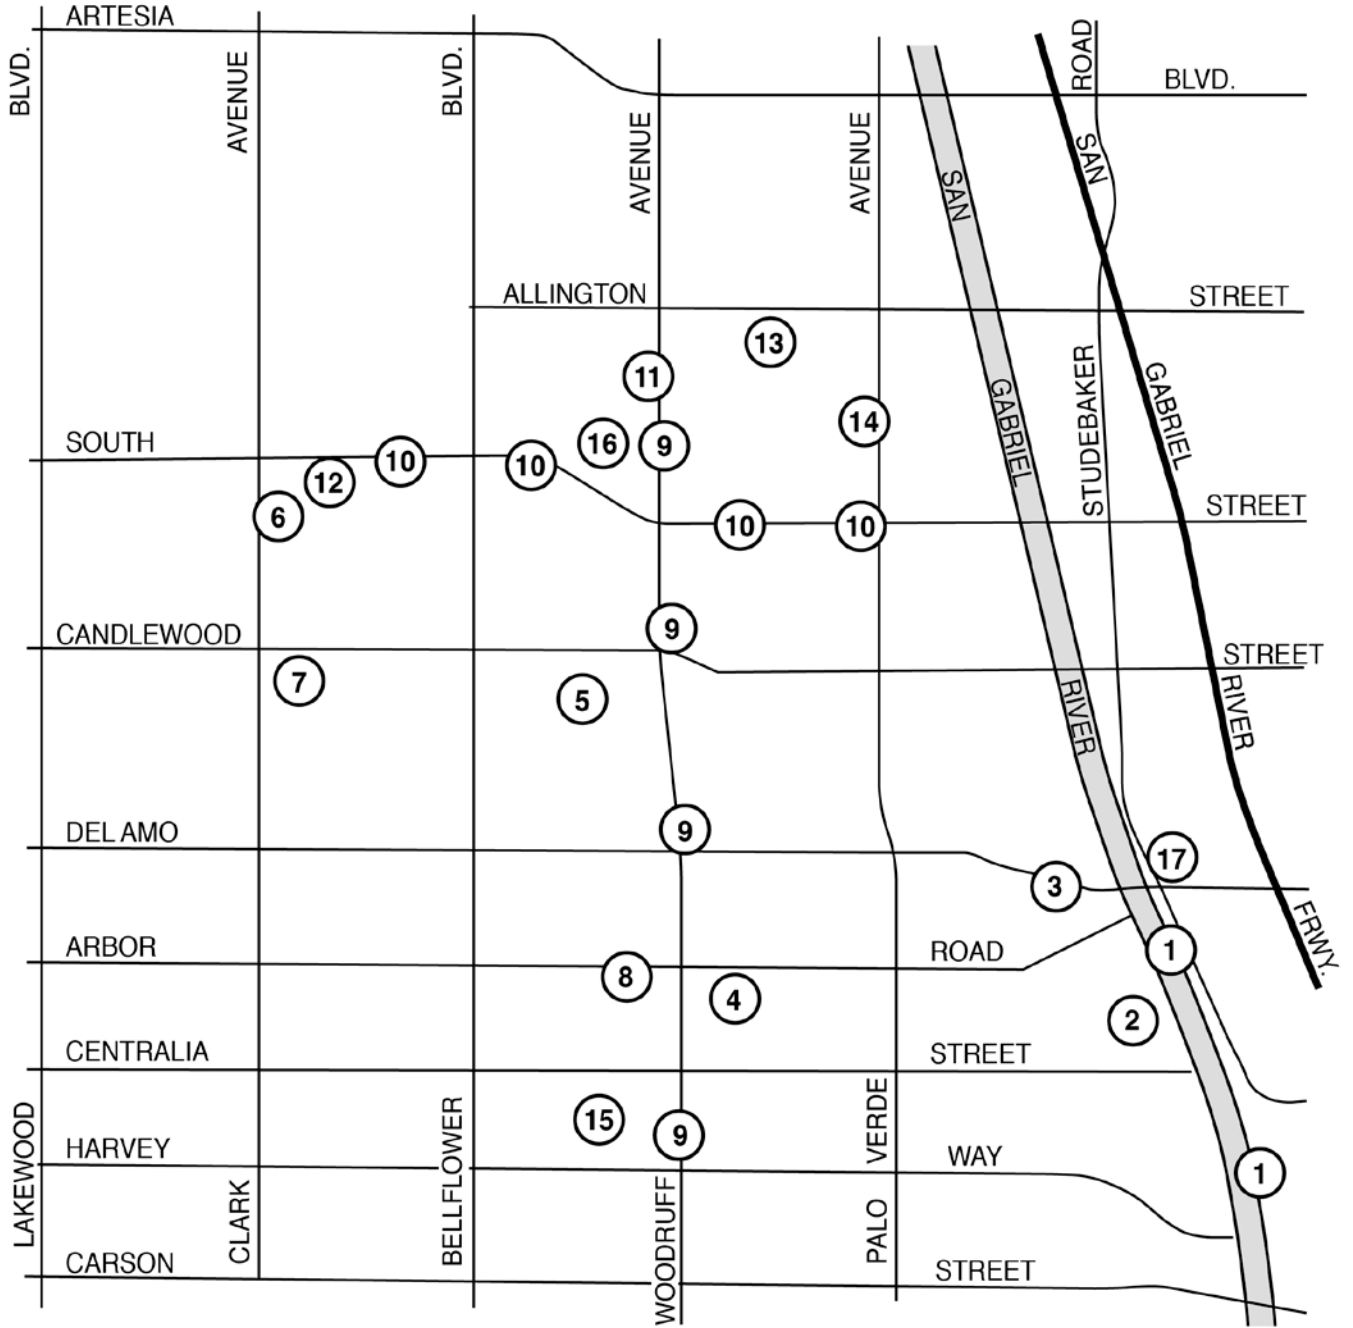 ARTESIA
BLVD.
AVENUE
BLVD.
AVENUE
AVENUE
ROAD
BLVD.
SAN
SAN
ALLINGTON
STREET
13
11
GABRIEL
STUDEBAKER
GABRIEL
14
SOUTH
16
9
10
10
12
6
10
10
STREET
CANDLEWOOD
9
STREET
7
5
RIVER
RIVER
DEL AMO
9
17
3
FRWY.
ARBOR
ROAD
1
8
4
2
CENTRALIA
STREET
15
9
HARVEY
WAY
1
LAKEWOOD
CLARK
BELLFLOWER
WOODRUFF
PALO VERDE
CARSON
STREET